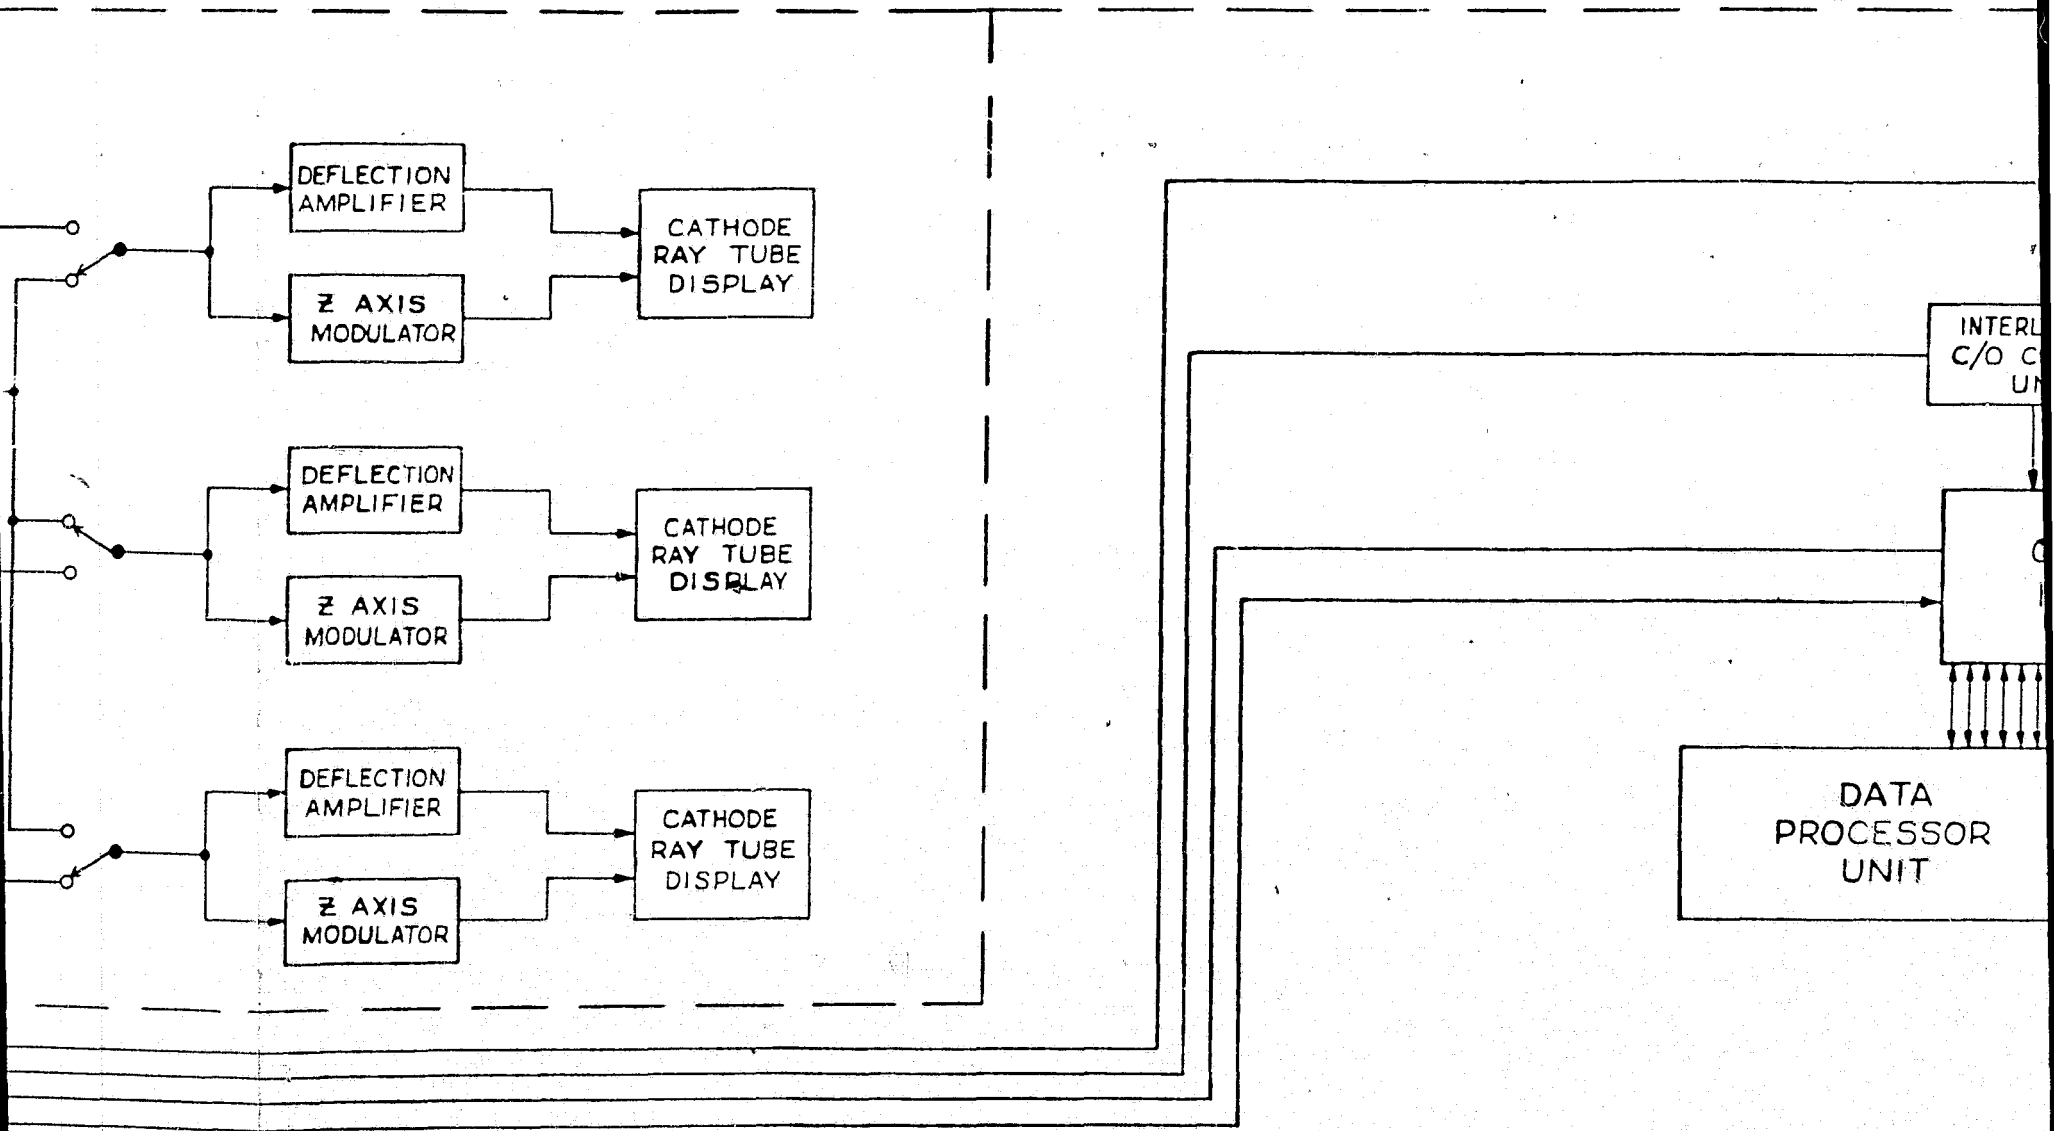 DEFLECTION
AMPLIFIER
Z AXIS
MODULATOR
CATHODE
RAY TUBE
DISPLAY
DEFLECTION
AMPLIFIER
Z AXIS
MODULATOR
CATHODE
RAY TUBE
DISPLAY
DEFLECTION
AMPLIFIER
Z AXIS
MODULATOR
CATHODE
RAY TUBE
DISPLAY
C/O
DATA
PROCESSOR
UNIT